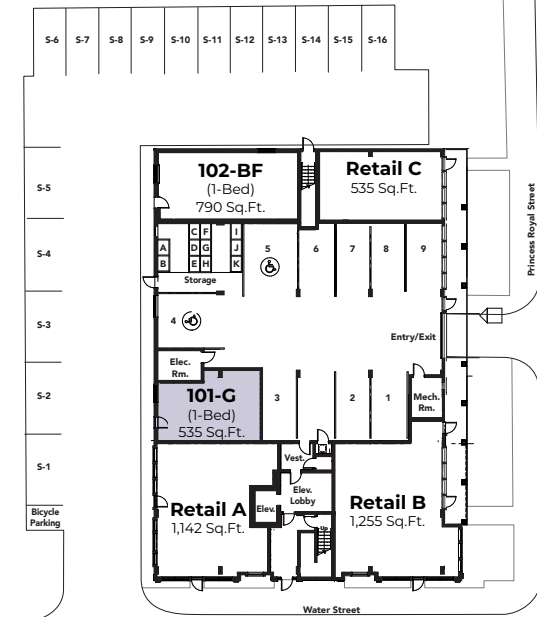 S-6 S-7 S-8 S-9 S-10 S-11 S-12 S-13 S-14 S-15 S-16
S-5
S-4
S-3
S-2
S-1
Bicycle
Parking
102-BF
(1-Bed)
790 Sq.Ft.
Retail C
535 Sq.Ft.
A
B
C F
D G
E H
I
J
K
Storage
5
6
7
8
9
4
Entry/Exit
Elec.
Rm.
101-G
(1-Bed)
535 Sq.Ft.
3
2
1
Mech.
Rm.
Vest.
Elev.
Lobby
Elev.
Up
Retail A
1,142 Sq.Ft.
Retail B
1,255 Sq.Ft.
Water Street
Princess Royal Street